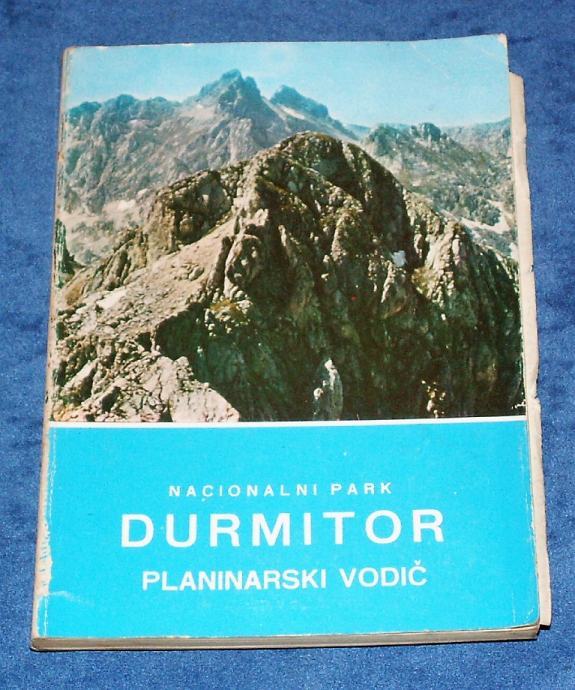 NACIONALNI PARK
DURMITOR
PLANINARSKI VODIČ